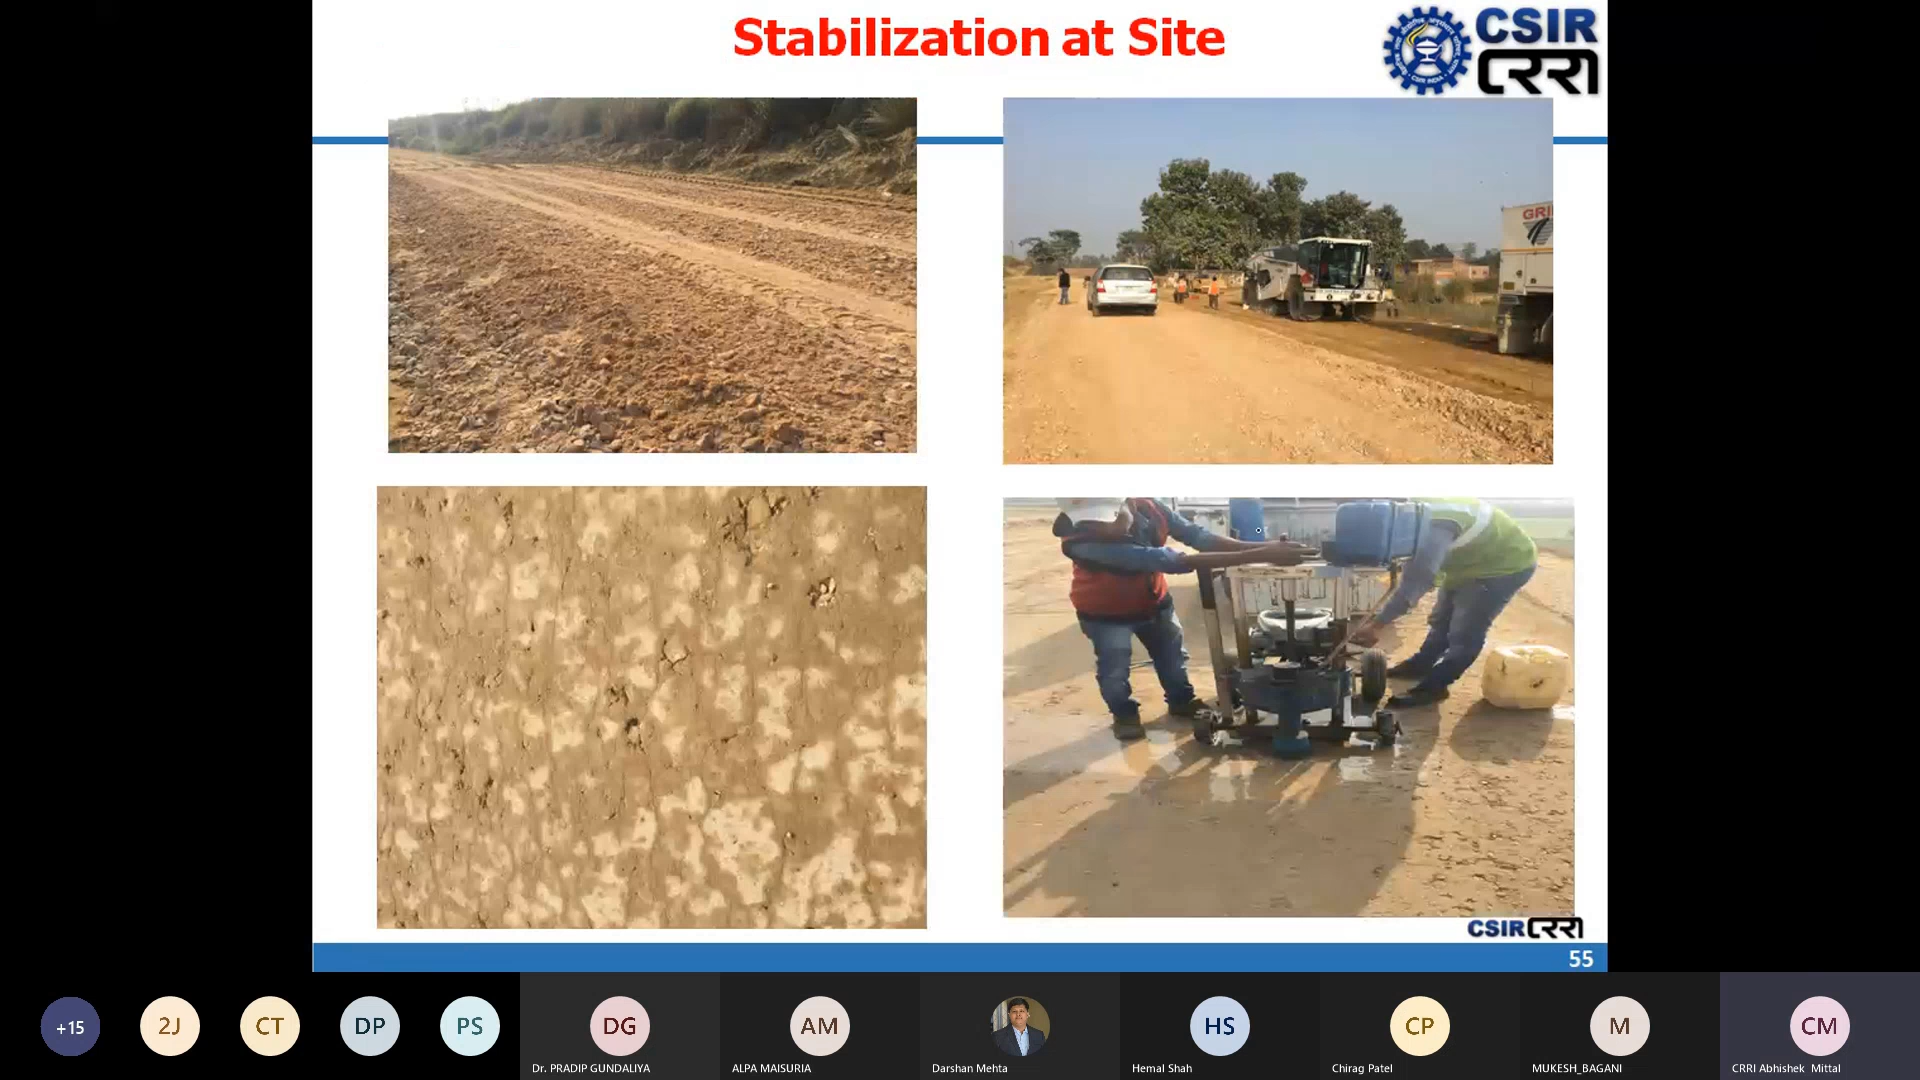 Stabilization at Site
CSIR
CRRI
GRI
CSIR CRRI
55
+15
2J
CT
DP
PS
DG
AM
HS
CP
M
CM
Dr. PRADIP GUNDALIYA
ALPA MAISURIA
Darshan Mehta
Hemal Shah
Chirag Patel
MUKESH_BAGANI
CRRI Abhishek Mittal